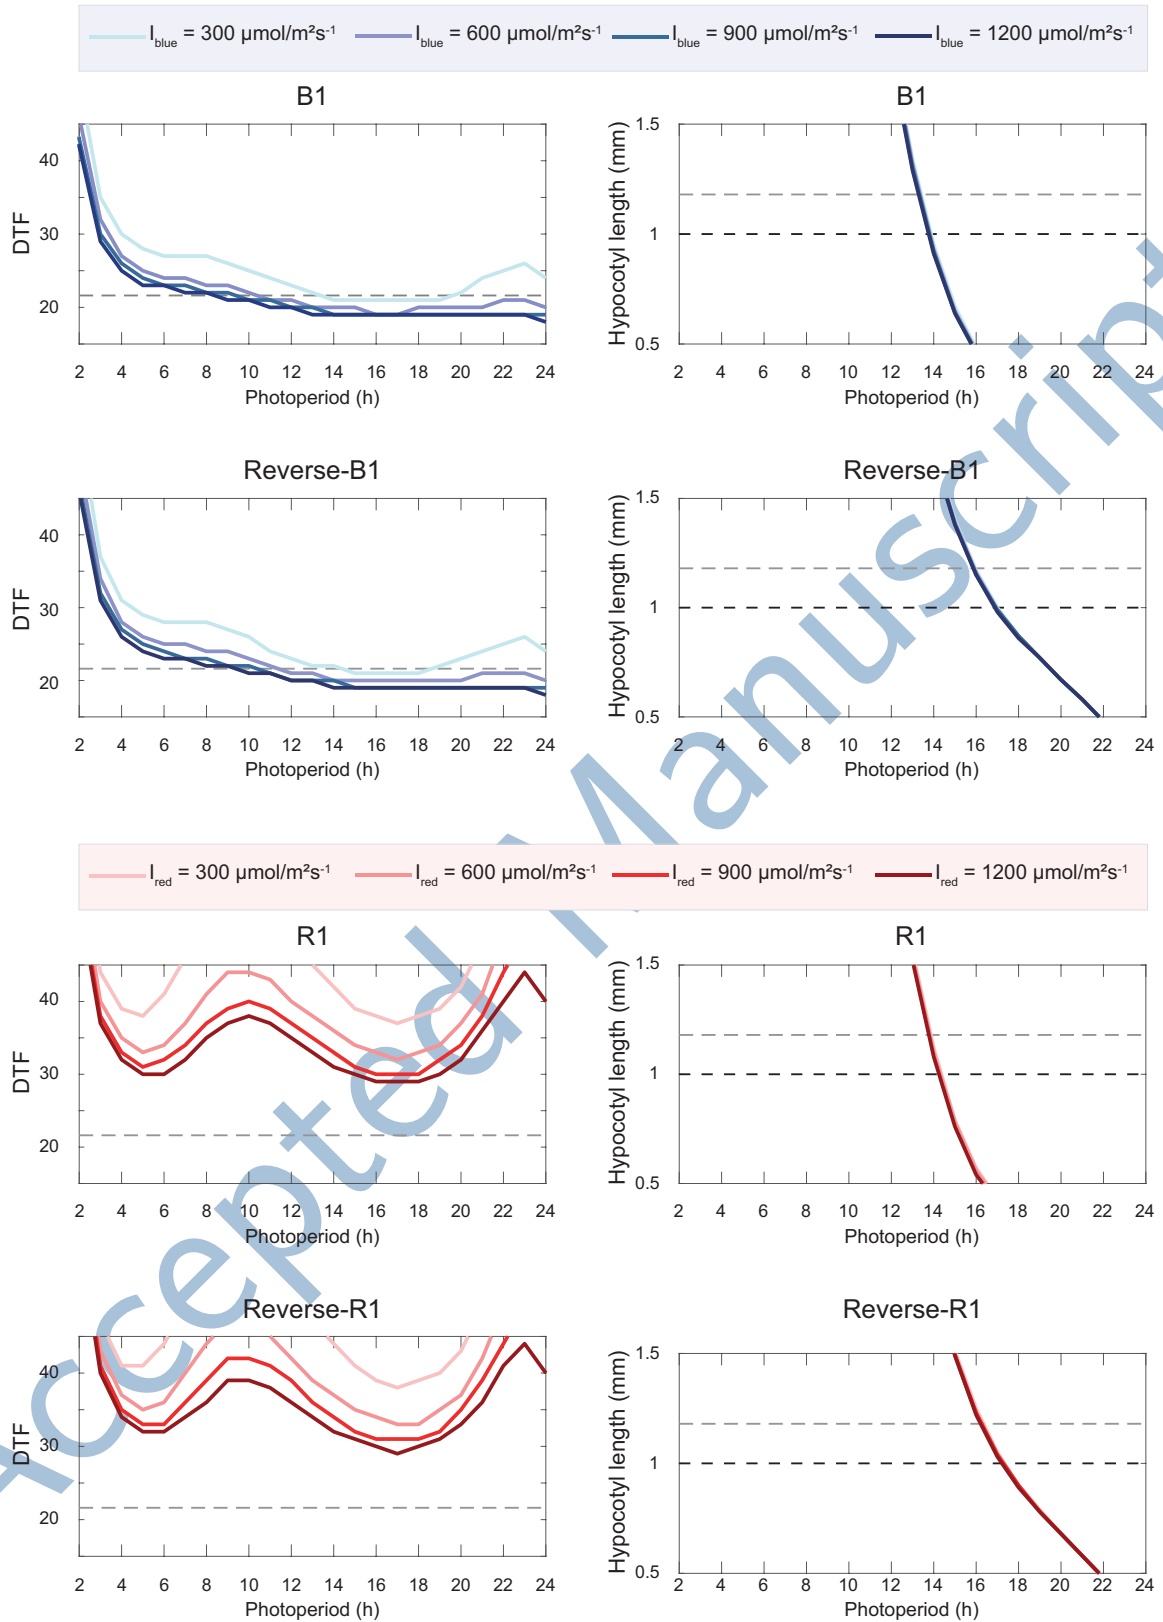 I_blue = 300 µmol/m²s⁻¹ I_blue = 600 µmol/m²s⁻¹ I_blue = 900 µmol/m²s⁻¹ I_blue = 1200 µmol/m²s⁻¹
B1
DTF
40
30
20
2 4 6 8 10 12 14 16 18 20 22 24
Photoperiod (h)
B1
Hypocotyl length (mm)
1.5
1
0.5
2 4 6 8 10 12 14 16 18 20 22 24
Photoperiod (h)
Reverse-B1
DTF
40
30
20
2 4 6 8 10 12 14 16 18 20 22 24
Photoperiod (h)
Reverse-B1
Hypocotyl length (mm)
1.5
1
0.5
2 4 6 8 10 12 14 16 18 20 22 24
Photoperiod (h)
I_red = 300 µmol/m²s⁻¹ I_red = 600 µmol/m²s⁻¹ I_red = 900 µmol/m²s⁻¹ I_red = 1200 µmol/m²s⁻¹
R1
DTF
40
30
20
2 4 6 8 10 12 14 16 18 20 22 24
Photoperiod (h)
R1
Hypocotyl length (mm)
1.5
1
0.5
2 4 6 8 10 12 14 16 18 20 22 24
Photoperiod (h)
Reverse-R1
DTF
40
30
20
2 4 6 8 10 12 14 16 18 20 22 24
Photoperiod (h)
Reverse-R1
Hypocotyl length (mm)
1.5
1
0.5
2 4 6 8 10 12 14 16 18 20 22 24
Photoperiod (h)
Accepted Manuscript